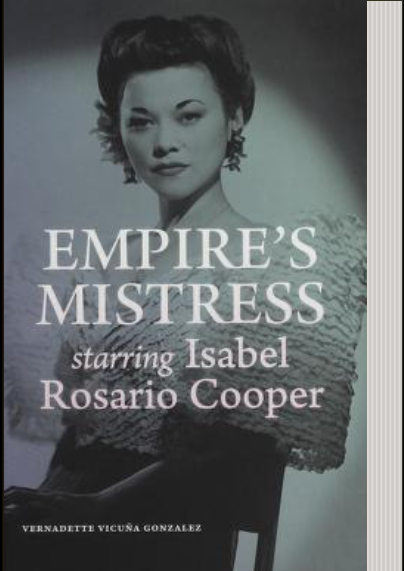 EMPIRE'S
MISTRESS
starring Isabel
Rosario Cooper
VERNADETTE VICUÑA GONZALEZ